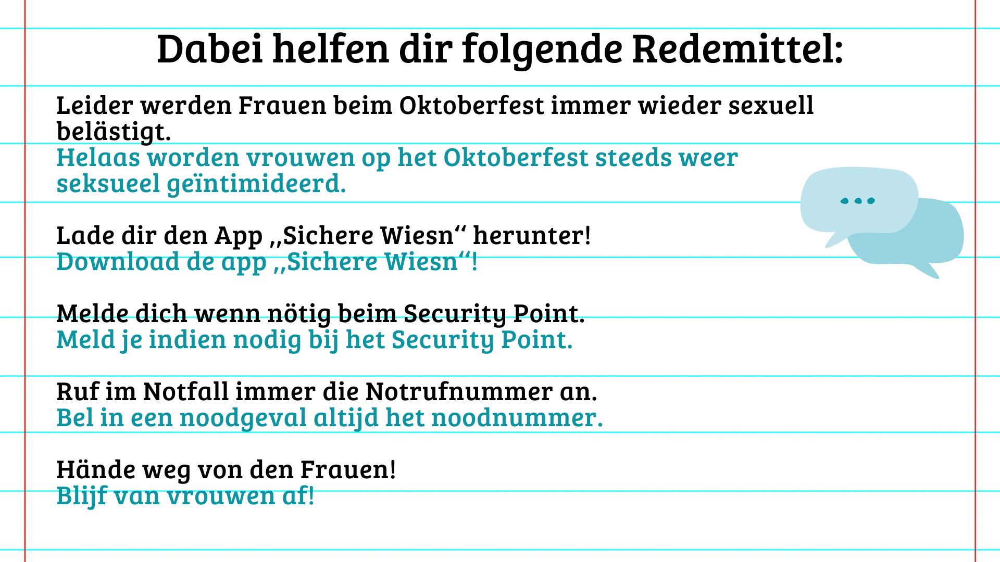 Dabei helfen dir folgende Redemittel:
Leider werden Frauen beim Oktoberfest immer wieder sexuell
belästigt.
Helaas worden vrouwen op het Oktoberfest steeds weer
seksueel geïntimideerd.
Lade dir den App ,,Sichere Wiesn“ herunter!
Download de app ,,Sichere Wiesn“!
Melde dich wenn nötig beim Security Point.
Meld je indien nodig bij het Security Point.
Ruf im Notfall immer die Notrufnummer an.
Bel in een noodgeval altijd het noodnummer.
Hände weg von den Frauen!
Blijf van vrouwen af!